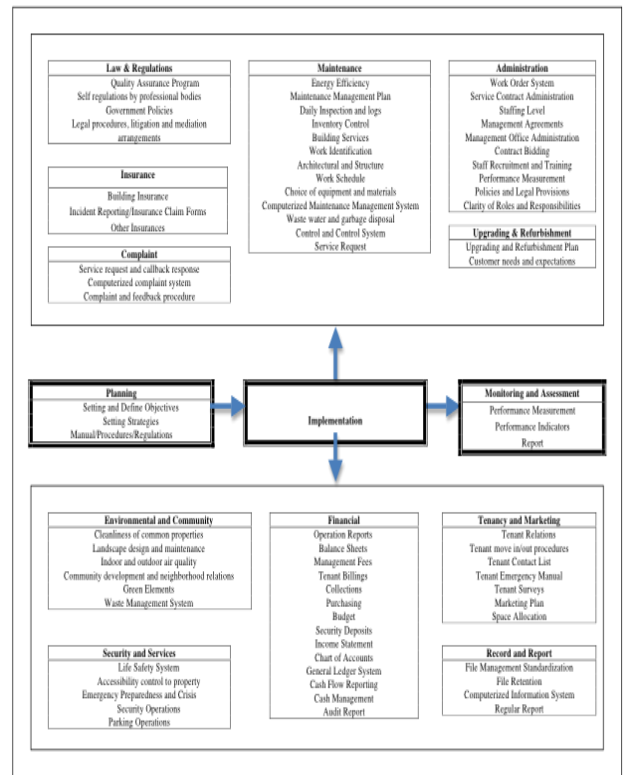 Law & Regulations
Quality Assurance Program
Self regulations by professional bodies
Government Policies
Legal procedures, litigation and mediation
arrangements
Insurance
Building Insurance
Incident Reporting/Insurance Claim Forms
Other Insurances
Complaint
Service request and callback response
Computerized complaint system
Complaint and feedback procedure
Maintenance
Energy Efficiency
Maintenance Management Plan
Daily Inspection and logs
Inventory Control
Building Services
Work Identification
Architectural and Structure
Work Schedule
Choice of equipment and materials
Computerized Maintenance Management System
Waste water and garbage disposal
Control and Control System
Service Request
Administration
Work Order System
Service Contract Administration
Staffing Level
Management Agreements
Management Office Administration
Contract Bidding
Staff Recruitment and Training
Performance Measurement
Policies and Legal Provisions
Clarity of Roles and Responsibilities
Upgrading & Refurbishment
Upgrading and Refurbishment Plan
Customer needs and expectations
Planning
Setting and Define Objectives
Setting Strategies
Manual/Procedures/Regulations
Implementation
Monitoring and Assessment
Performance Measurement
Performance Indicators
Report
Environmental and Community
Cleanliness of common properties
Landscape design and maintenance
Indoor and outdoor air quality
Community development and neighborhood relations
Green Elements
Waste Management System
Security and Services
Life Safety System
Accessibility control to property
Emergency Preparedness and Crisis
Security Operations
Parking Operations
Financial
Operation Reports
Balance Sheets
Management Fees
Tenant Billings
Collections
Purchasing
Budget
Security Deposits
Income Statement
Chart of Accounts
General Ledger System
Cash Flow Reporting
Cash Management
Audit Report
Tenancy and Marketing
Tenant Relations
Tenant move in/out procedures
Tenant Contact List
Tenant Emergency Manual
Tenant Surveys
Marketing Plan
Space Allocation
Record and Report
File Management Standardization
File Retention
Computerized Information System
Regular Report